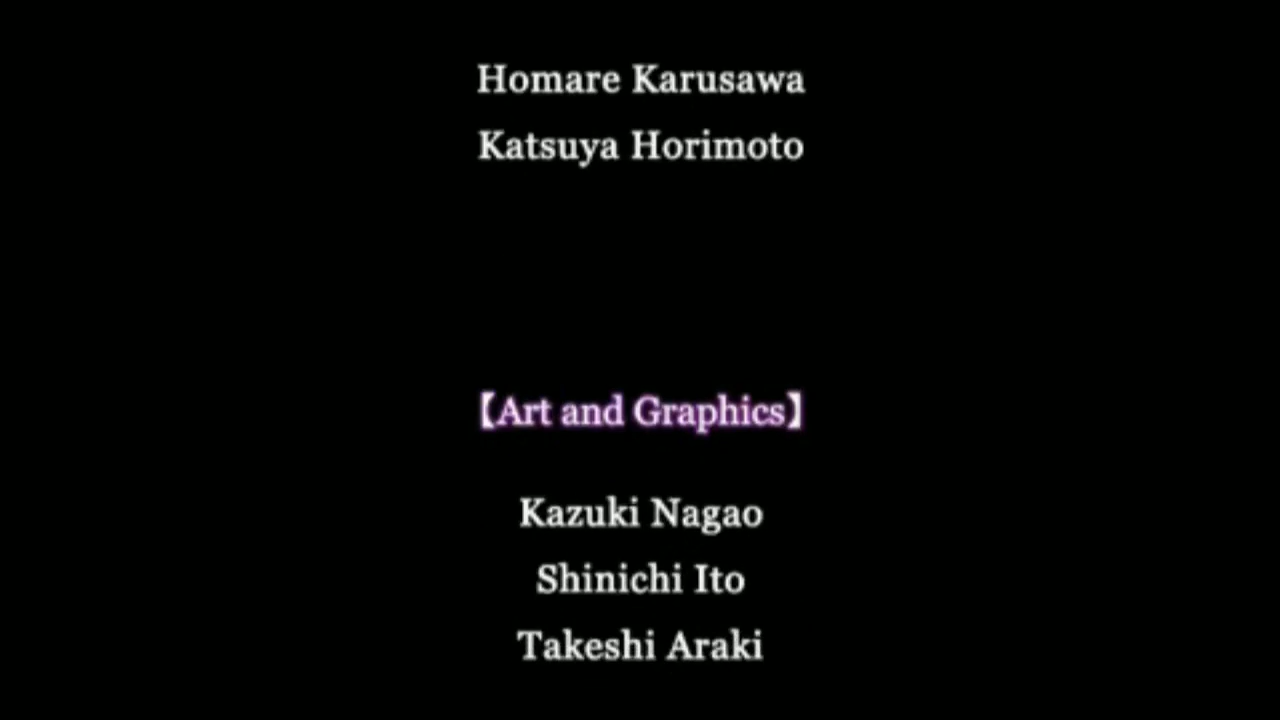 Homare Karusawa
Katsuya Horimoto
【Art and Graphics】
Kazuki Nagao
Shinichi Ito
Takeshi Araki